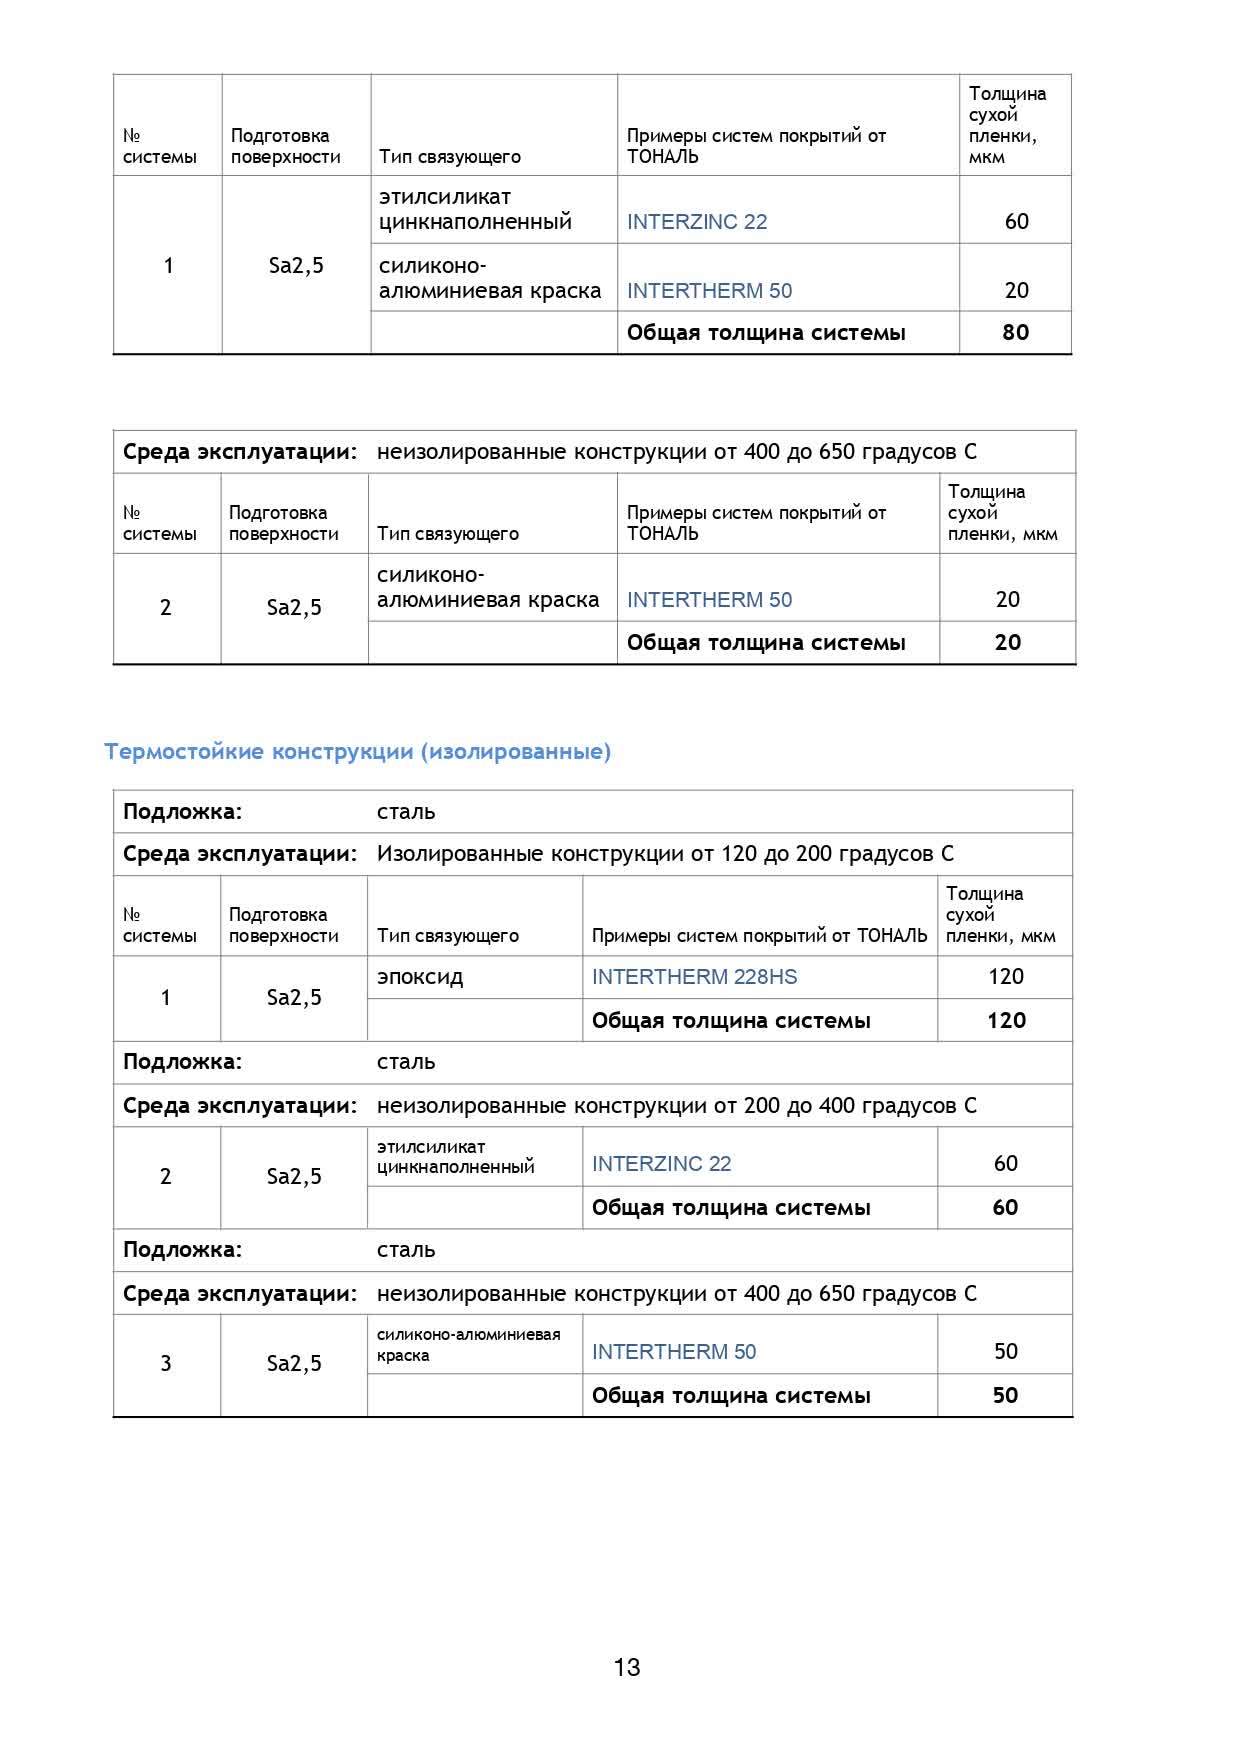 № системы
Подготовка поверхности
Тип связующего
Примеры систем покрытий от ТОНАЛЬ
Толщина сухой пленки, мкм
1
Sa2,5
этилсиликат цинкнаполненный
INTERZINC 22
60
силиконо-алюминиевая краска
INTERTHERM 50
20
Общая толщина системы
80
Среда эксплуатации: неизолированные конструкции от 400 до 650 градусов С
№ системы
Подготовка поверхности
Тип связующего
Примеры систем покрытий от ТОНАЛЬ
Толщина сухой пленки, мкм
2
Sa2,5
силиконо-алюминиевая краска
INTERTHERM 50
20
Общая толщина системы
20
Термостойкие конструкции (изолированные)
Подложка: сталь
Среда эксплуатации: Изолированные конструкции от 120 до 200 градусов С
№ системы
Подготовка поверхности
Тип связующего
Примеры систем покрытий от ТОНАЛЬ
Толщина сухой пленки, мкм
1
Sa2,5
эпоксид
INTERTHERM 228HS
120
Общая толщина системы
120
Подложка: сталь
Среда эксплуатации: неизолированные конструкции от 200 до 400 градусов С
2
Sa2,5
этилсиликат цинкнаполненный
INTERZINC 22
60
Общая толщина системы
60
Подложка: сталь
Среда эксплуатации: неизолированные конструкции от 400 до 650 градусов С
3
Sa2,5
силиконо-алюминиевая краска
INTERTHERM 50
50
Общая толщина системы
50
13